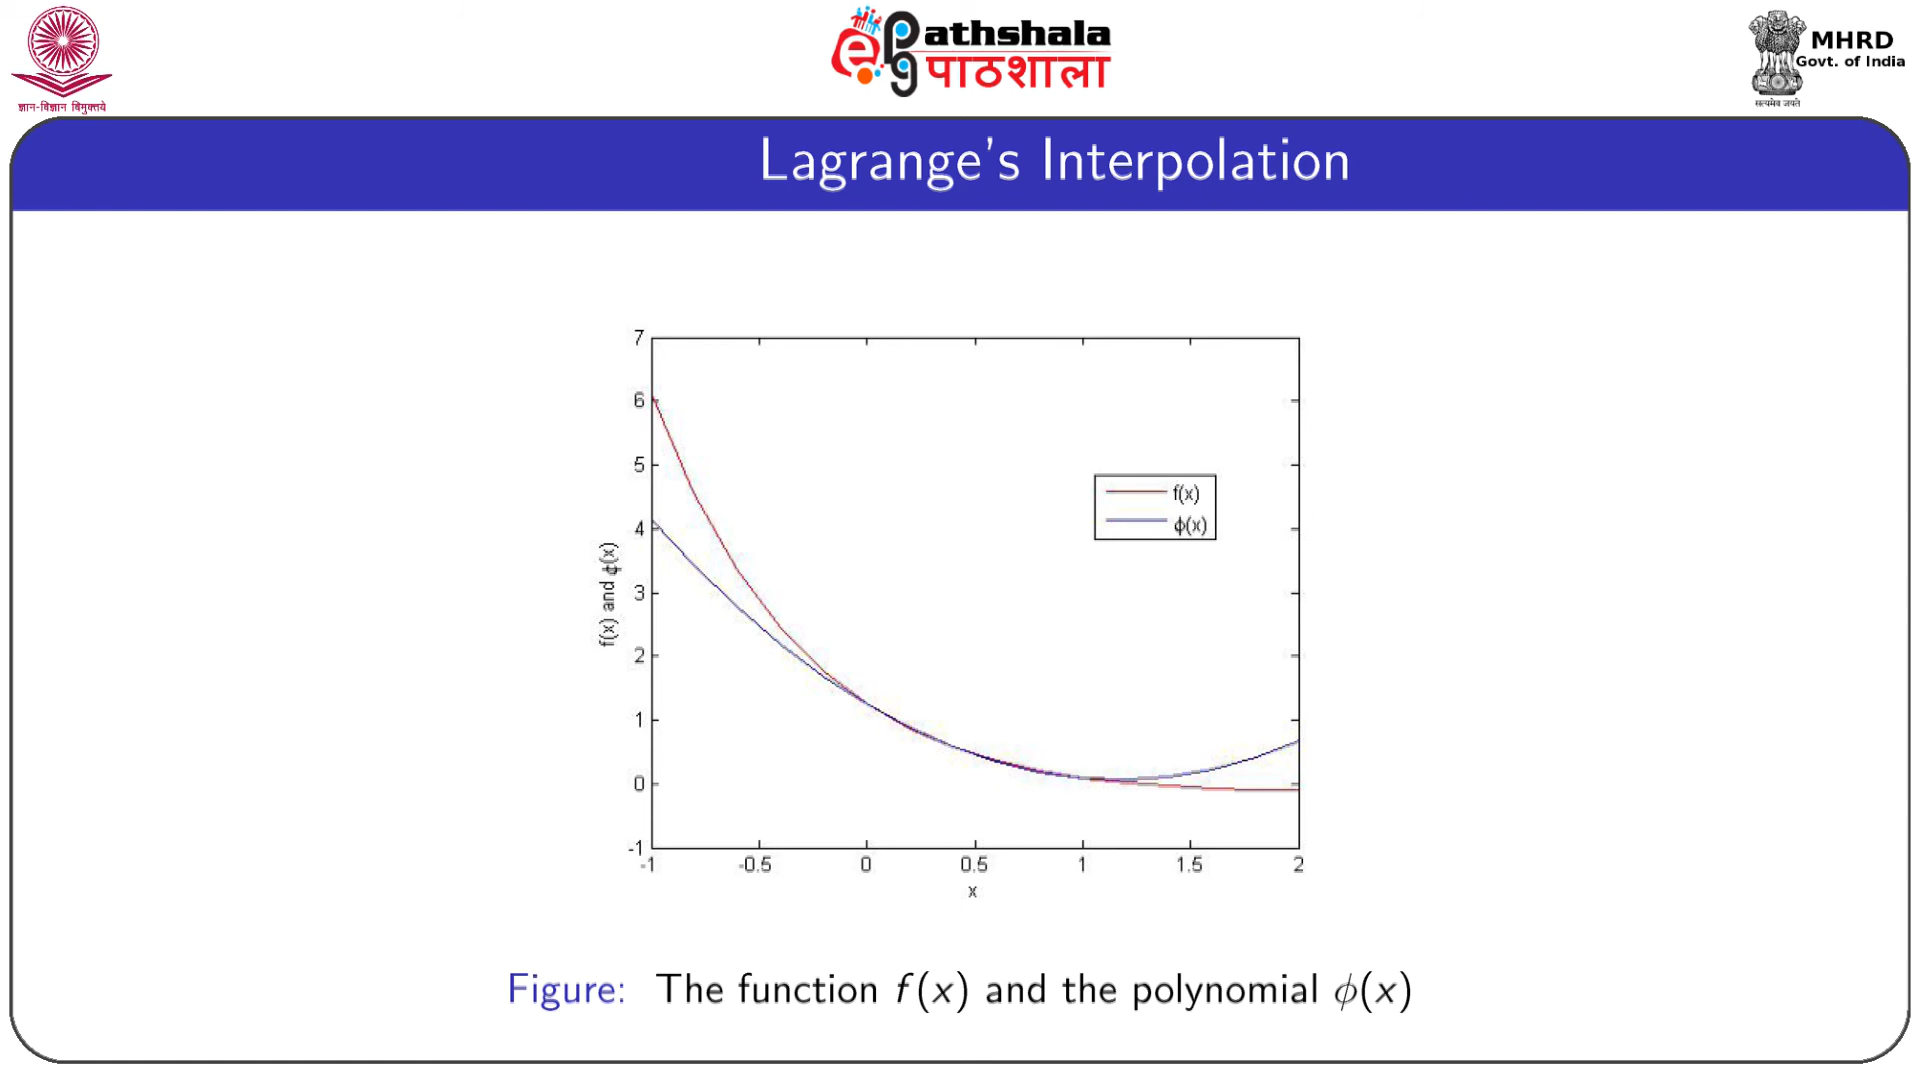 ज्ञान-विज्ञान विमुक्तये
epg
athshala
पाठशाला
MHRD
Govt. of India
सत्यमेव जयते
Lagrange's Interpolation
7
6
5
4
3
2
1
0
-1
f(x) and ϕ(x)
f(x)
ϕ(x)
-1 -0.5 0 0.5 1 1.5 2
x
Figure: The function f(x) and the polynomial ϕ(x)